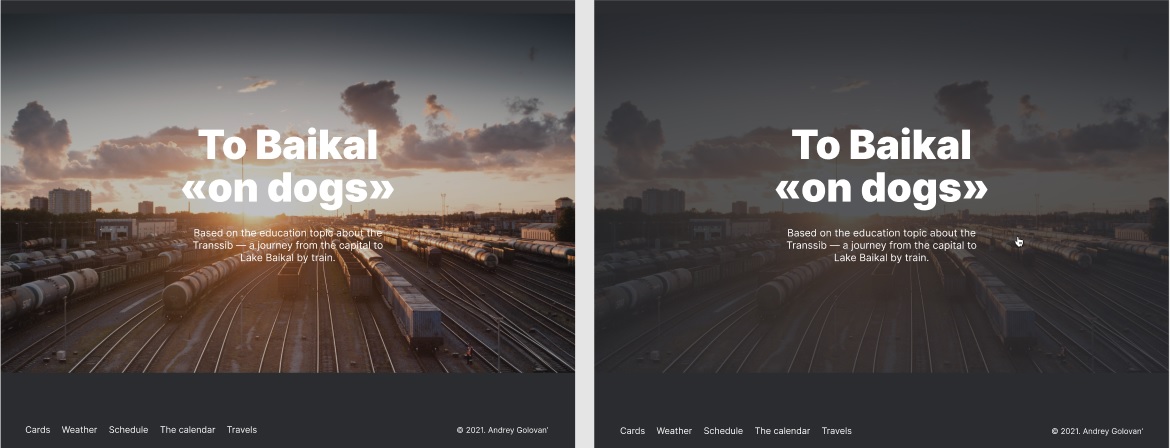 To Baikal
«on dogs»
Based on the education topic about the
Transsib — a journey from the capital to
Lake Baikal by train.
Cards Weather Schedule The calendar Travels
© 2021. Andrey Golovan'
To Baikal
«on dogs»
Based on the education topic about the
Transsib — a journey from the capital to
Lake Baikal by train.
Cards Weather Schedule The calendar Travels
© 2021. Andrey Golovan'